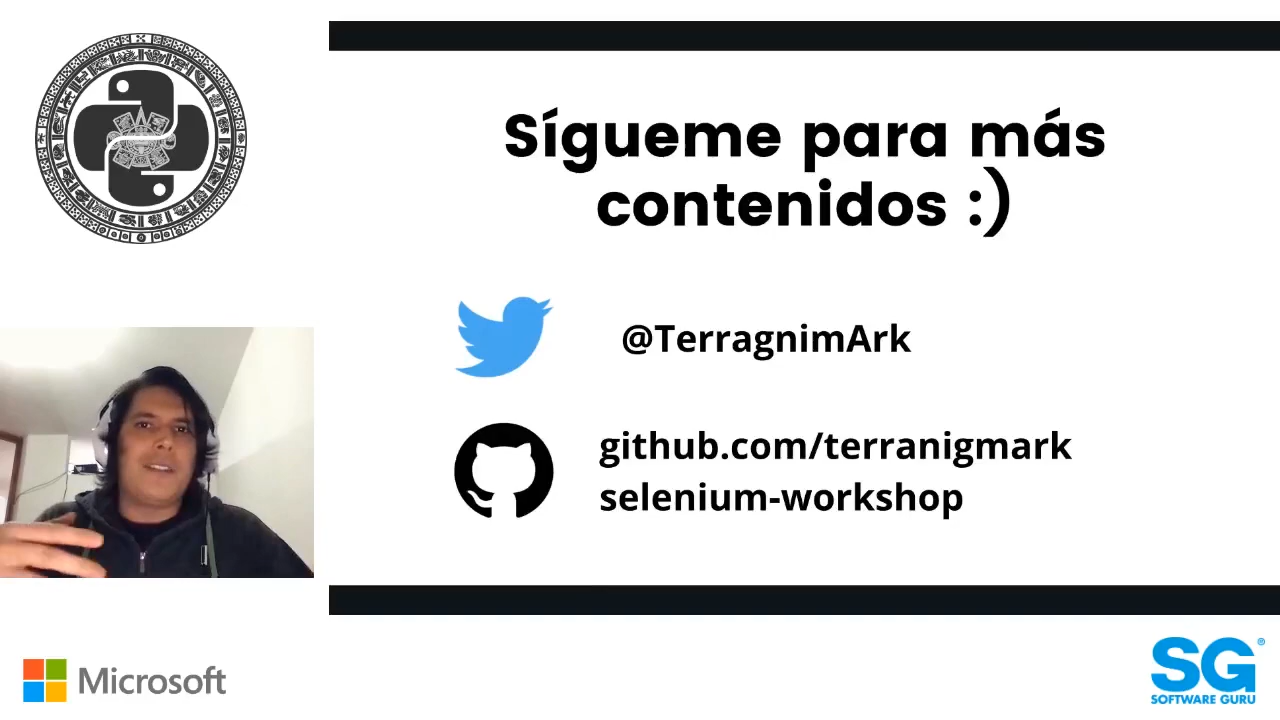 Sígueme para más
contenidos :)
@TerragnimArk
github.com/terranigmark
selenium-workshop
Microsoft
SG®
SOFTWARE GURU